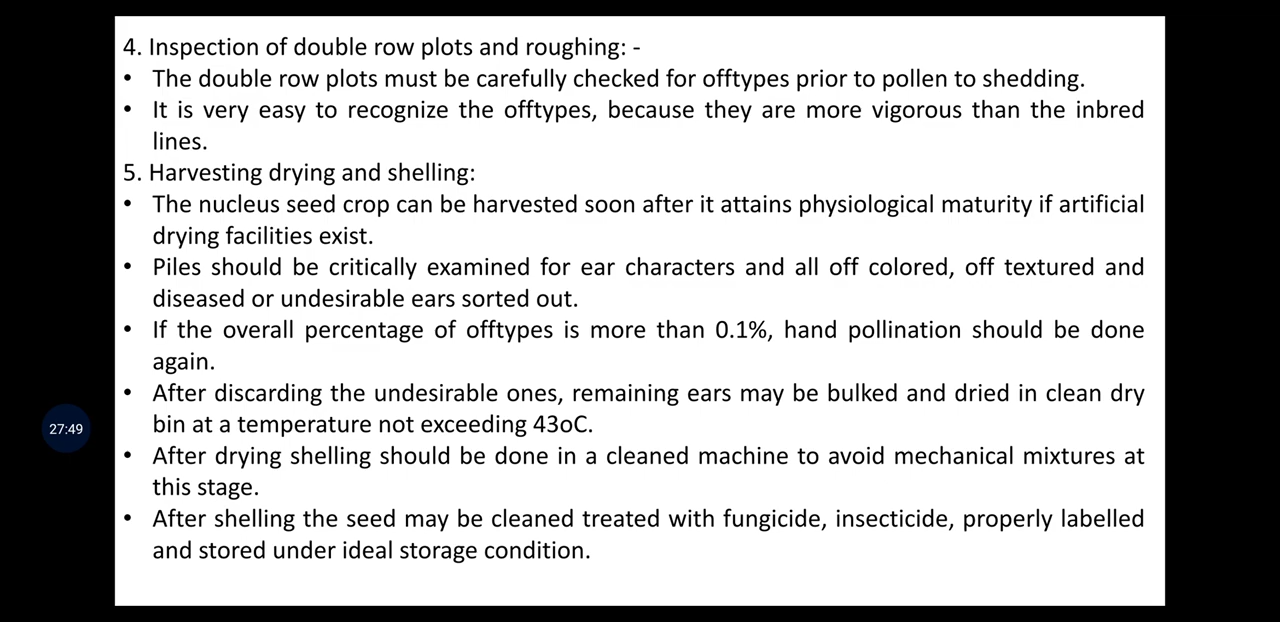 4. Inspection of double row plots and roughing: -
• The double row plots must be carefully checked for offtypes prior to pollen to shedding.
• It is very easy to recognize the offtypes, because they are more vigorous than the inbred
lines.
5. Harvesting drying and shelling:
• The nucleus seed crop can be harvested soon after it attains physiological maturity if artificial
drying facilities exist.
• Piles should be critically examined for ear characters and all off colored, off textured and
diseased or undesirable ears sorted out.
• If the overall percentage of offtypes is more than 0.1%, hand pollination should be done
again.
• After discarding the undesirable ones, remaining ears may be bulked and dried in clean dry
bin at a temperature not exceeding 43oC.
• After drying shelling should be done in a cleaned machine to avoid mechanical mixtures at
this stage.
• After shelling the seed may be cleaned treated with fungicide, insecticide, properly labelled
and stored under ideal storage condition.
27:49